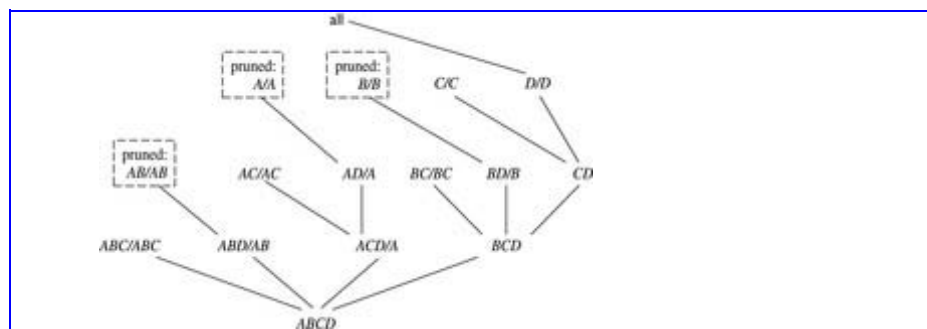 all
pruned:
A/A
pruned:
B/B
C/C
D/D
pruned:
AB/AB
AC/AC
AD/A
BC/BC
BD/B
CD
ABC/ABC
ABD/AB
ACD/A
BCD
ABCD